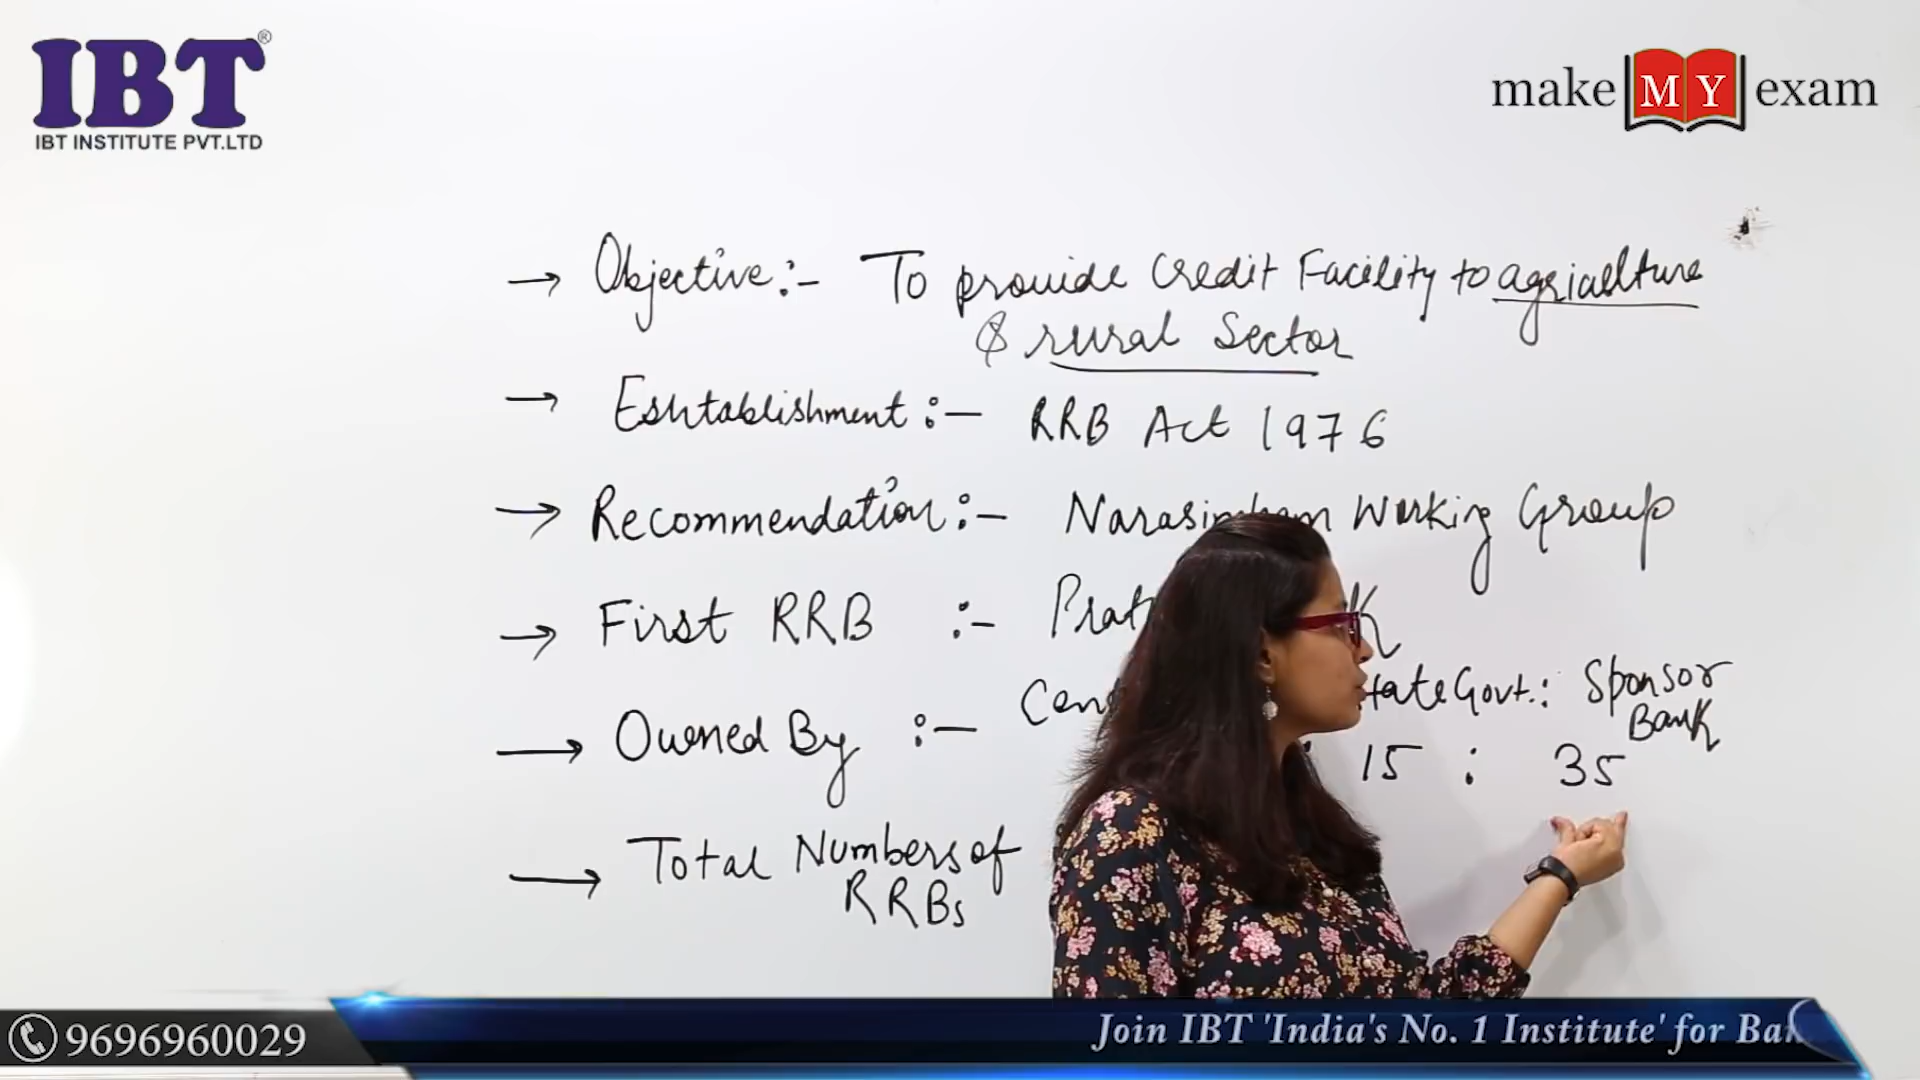 IBT®
IBT INSTITUTE PVT.LTD
make MY exam
→ Objective :- To provide Credit Facility to agriculture
& rural Sector
→ Eshtablishment :- RRB Act 1976
→ Recommendation :- Working Group
→ First RRB :-
→ Owned By :- Govt. : Sponsor
Bank
15 : 35
→ Total Numbers of
RRBs
9696960029
Join IBT 'India's No. 1 Institute' for